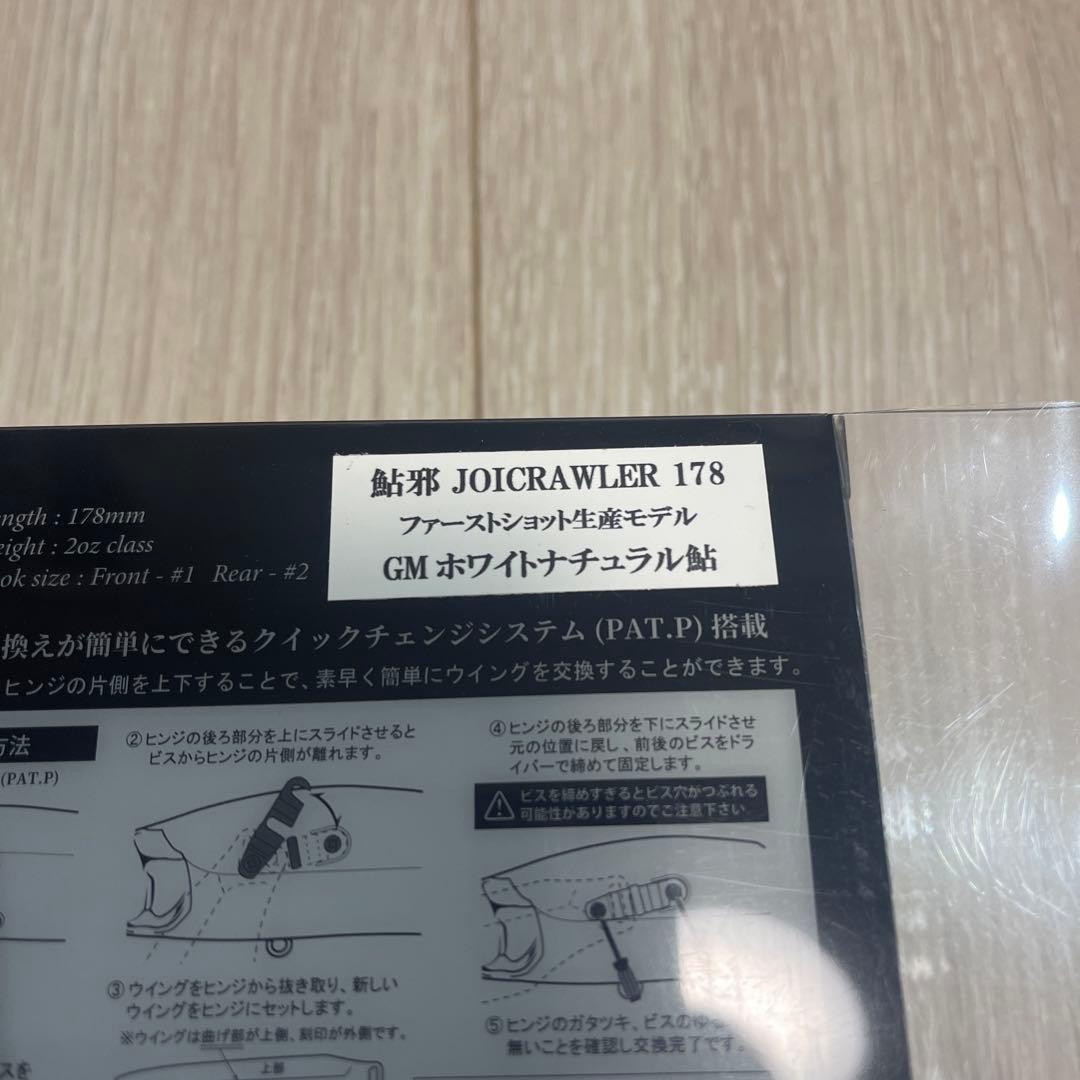 鮎邪 JOICRAWLER 178
ファーストショット生産モデル
GM ホワイトナチュラル鮎
ength : 178mm
eight : 2oz class
ok size : Front - #1 Rear - #2
換えが簡単にできるクイックチェンジシステム (PAT.P) 搭載
ヒンジの片側を上下することで、素早く簡単にウイングを交換することができます。
方法
(PAT.P)
②ヒンジの後ろ部分を上にスライドさせると
ビスからヒンジの片側が離れます。
③ウイングをヒンジから抜き取り、新しい
ウイングをヒンジにセットします。
※ウイングは曲げ部が上側、刻印が外側です。
上部
スを
④ヒンジの後ろ部分を下にスライドさせ
元の位置に戻し、前後のビスをドラ
イバーで締めて固定します。
ビスを締めすぎるとビス穴がつぶれる
可能性がありますのでご注意下さい
⑤ヒンジのガタツキ、ビスのゆ
無いことを確認し交換完了です。